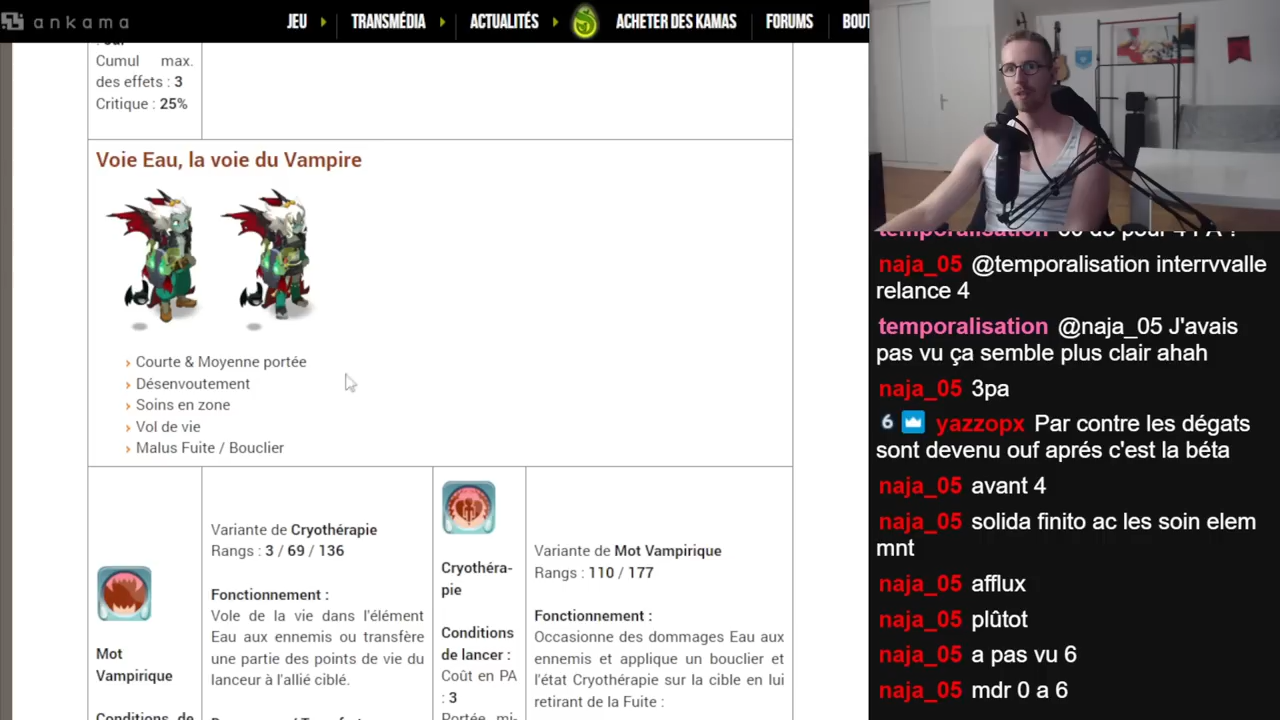 ankama
JEU
TRANSMÉDIA
ACTUALITÉS
ACHETER DES KAMAS
FORUMS
BOUT
Cumul max.
des effets : 3
Critique : 25%
Voie Eau, la voie du Vampire
Courte & Moyenne portée
Désenvoutement
Soins en zone
Vol de vie
Malus Fuite / Bouclier
Mot
Vampirique
Variante de Cryothérapie
Rangs : 3 / 69 / 136
Fonctionnement :
Vole de la vie dans l'élément
Eau aux ennemis ou transfère
une partie des points de vie du
lanceur à l'allié ciblé.
Cryothéra-
pie
Conditions
de lancer :
Coût en PA
: 3
Portée mi-
Variante de Mot Vampirique
Rangs : 110 / 177
Fonctionnement :
Occasionne des dommages Eau aux
ennemis et applique un bouclier et
l'état Cryothérapie sur la cible en lui
retirant de la Fuite :
temporalisation
naja_05 @temporalisation interrvvalle
relance 4
temporalisation @naja_05 J'avais
pas vu ça semble plus clair ahah
naja_05 3pa
6 yazzopx Par contre les dégats
sont devenu ouf aprés c'est la béta
naja_05 avant 4
naja_05 solida finito ac les soin elem
mnt
naja_05 afflux
naja_05 plûtot
naja_05 a pas vu 6
naja_05 mdr 0 a 6